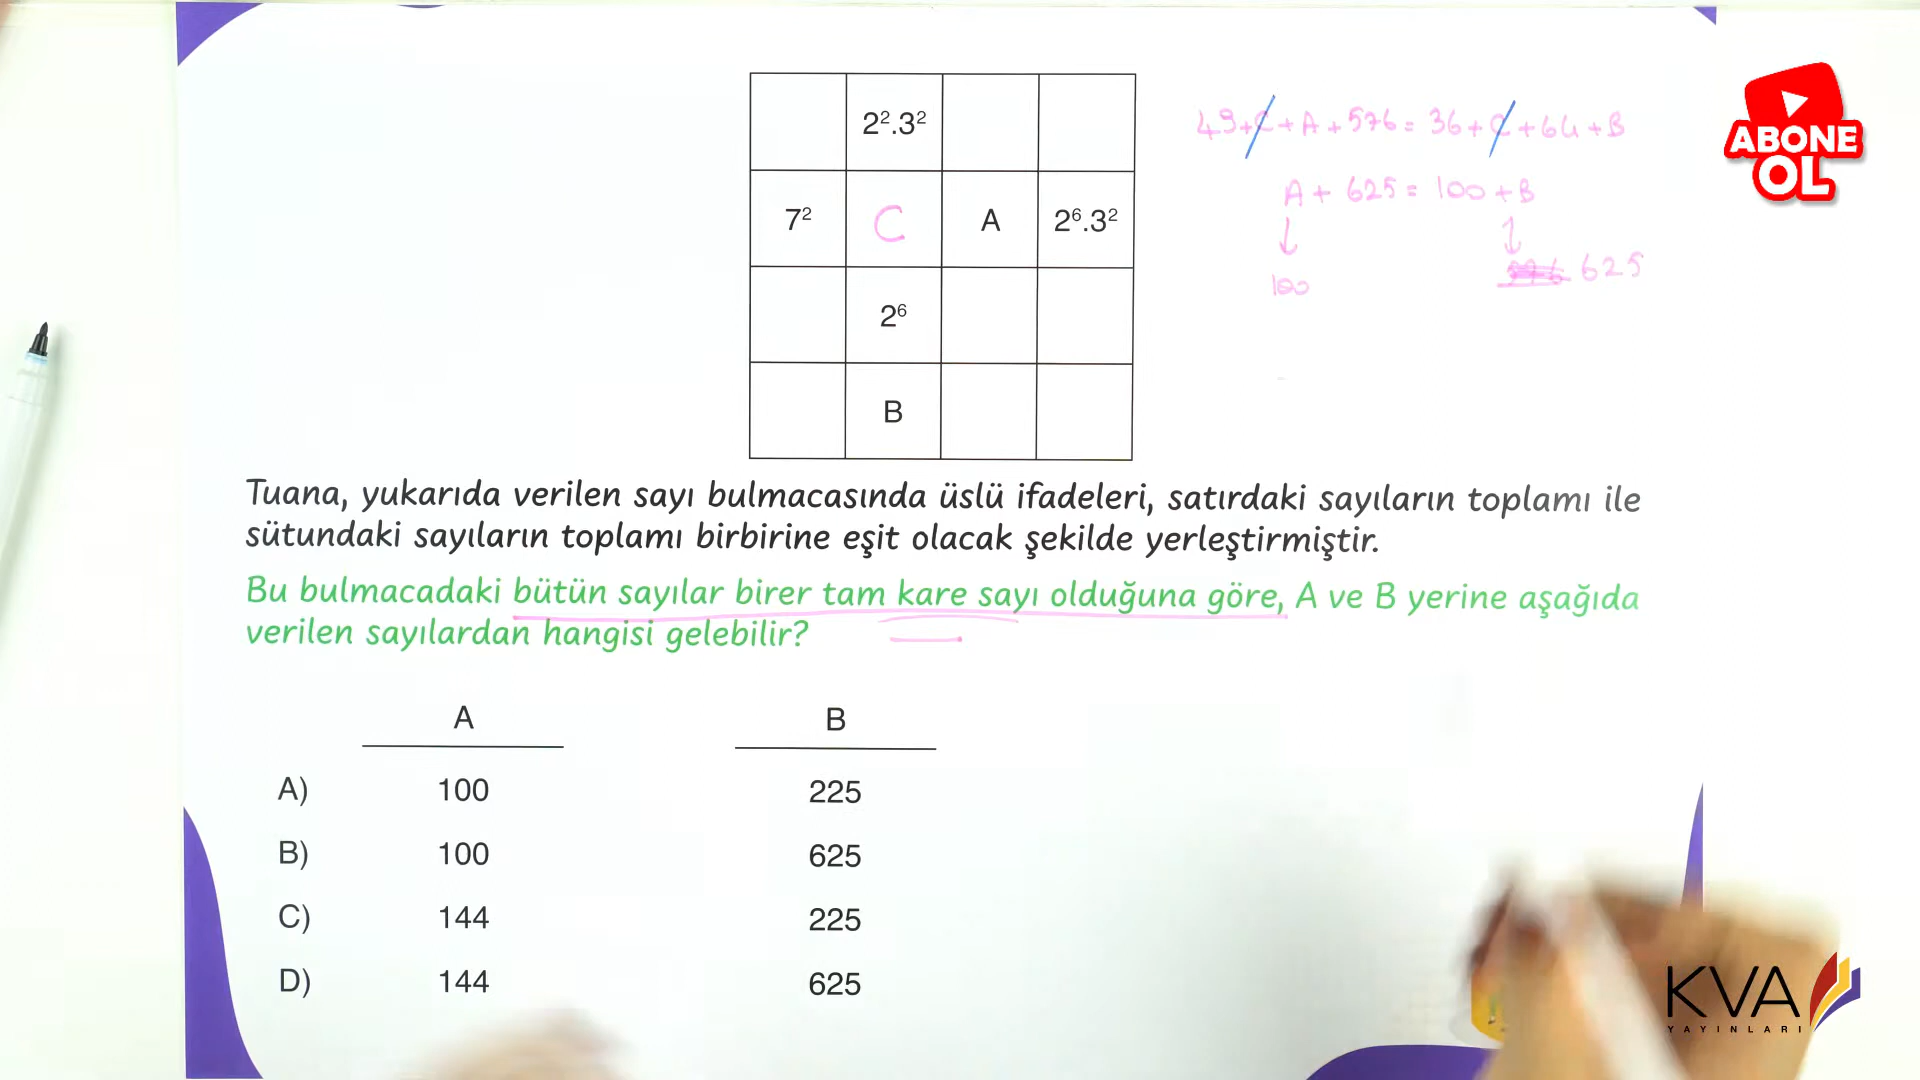 2².3²
7² C A 2⁶.3²
2⁶
B
49+C+A+576=36+C+64+B
A+625=100+B
100 625
ABONE
OL
Tuana, yukarıda verilen sayı bulmacasında üslü ifadeleri, satırdaki sayıların toplamı ile
sütundaki sayıların toplamı birbirine eşit olacak şekilde yerleştirmiştir.
Bu bulmacadaki bütün sayılar birer tam kare sayı olduğuna göre, A ve B yerine aşağıda
verilen sayılardan hangisi gelebilir?
A B
A) 100 225
B) 100 625
C) 144 225
D) 144 625
KVA
YAYINLARI